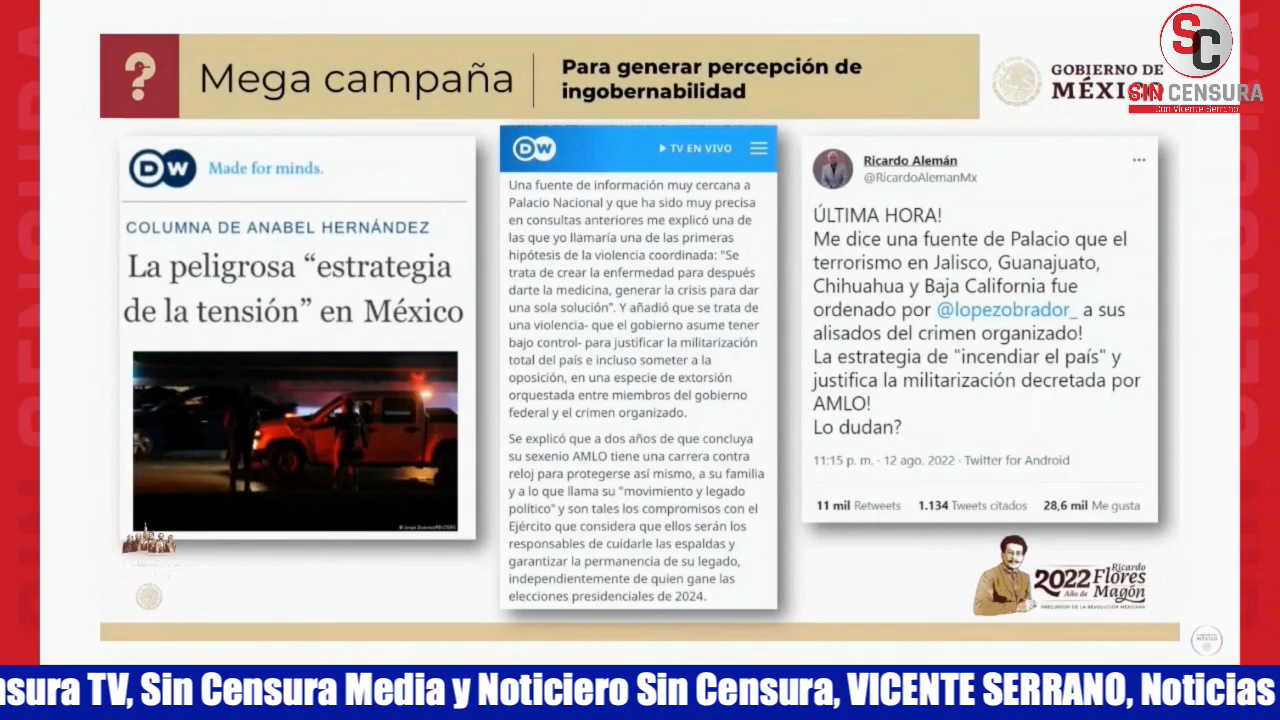 ?
Mega campaña
Para generar percepción de
ingobernabilidad
GOBIERNO DE
MÉXICO
SC
SIN CENSURA
Con Vicente Serrano
DW Made for minds.
COLUMNA DE ANABEL HERNÁNDEZ
La peligrosa “estrategia
de la tensión” en México
DW
TV EN VIVO
Una fuente de información muy cercana a
Palacio Nacional y que ha sido muy precisa
en consultas anteriores me explicó una de
las que yo llamaría una de las primeras
hipótesis de la violencia coordinada: "Se
trata de crear la enfermedad para después
darte la medicina, generar la crisis para dar
una sola solución". Y añadió que se trata de
una violencia- que el gobierno asume tener
bajo control- para justificar la militarización
total del país e incluso someter a la
oposición, en una especie de extorsión
orquestada entre miembros del gobierno
federal y el crimen organizado.
Se explicó que a dos años de que concluya
su sexenio AMLO tiene una carrera contra
reloj para protegerse así mismo, a su familia
y a lo que llama su "movimiento y legado
político" y son tales los compromisos con el
Ejército que considera que ellos serán los
responsables de cuidarle las espaldas y
garantizar la permanencia de su legado,
independientemente de quien gane las
elecciones presidenciales de 2024.
Ricardo Alemán
@RicardoAlemanMx
ÚLTIMA HORA!
Me dice una fuente de Palacio que el
terrorismo en Jalisco, Guanajuato,
Chihuahua y Baja California fue
ordenado por @lopezobrador_ a sus
alisados del crimen organizado!
La estrategia de "incendiar el país" y
justifica la militarización decretada por
AMLO!
Lo dudan?
11:15 p. m. · 12 ago. 2022 · Twitter for Android
11 mil Retweets 1.134 Tweets citados 28,6 mil Me gusta
2022 Ricardo
Año de Flores
Magón
PRECURSOR DE LA REVOLUCIÓN MEXICANA
nsura TV, Sin Censura Media y Noticiero Sin Censura, VICENTE SERRANO, Noticias